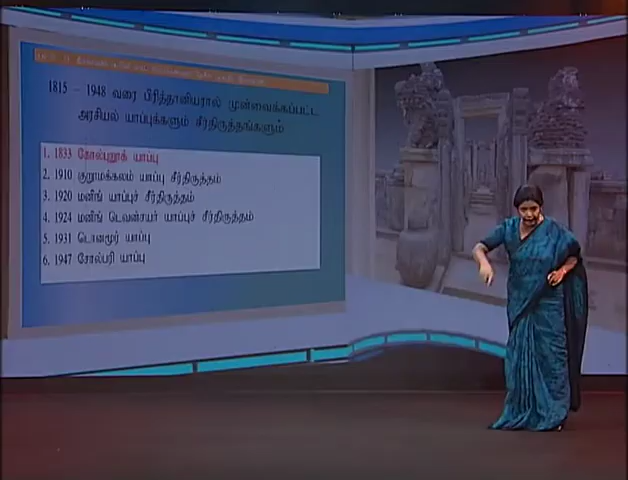 1815 - 1948 வரை பிரித்தானியரால் முன்வைக்கப்பட்ட
அரசியல் யாப்புக்களும் சீர்திருத்தங்களும்
1. 1833 கோல்புறூக் யாப்பு
2. 1910 குறுமக்கலம் யாப்பு சீர்திருத்தம்
3. 1920 மனிங் யாப்புச் சீர்திருத்தம்
4. 1924 மனிங் டெவன்சயர் யாப்புச் சீர்திருத்தம்
5. 1931 டொனமூர் யாப்பு
6. 1947 சோல்பரி யாப்பு